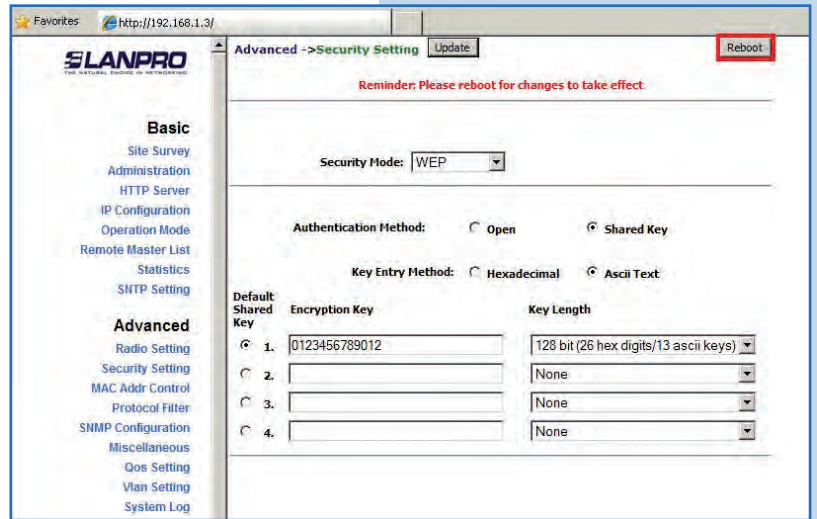 Favorites
http://192.168.1.3/
LANPRO
THE NATURAL CHOICE IN NETWORKING
Basic
Site Survey
Administration
HTTP Server
IP Configuration
Operation Mode
Remote Master List
Statistics
SNTP Setting
Advanced
Radio Setting
Security Setting
MAC Addr Control
Protocol Filter
SNMP Configuration
Miscellaneous
Qos Setting
Vlan Setting
System Log
Advanced ->Security Setting Update Reboot
Reminder: Please reboot for changes to take effect
Security Mode: WEP
Authentication Method: Open Shared Key
Key Entry Method: Hexadecimal Ascii Text
Default Shared Key
Encryption Key
Key Length
1. 0123456789012 128 bit (26 hex digits/13 ascii keys)
2. None
3. None
4. None